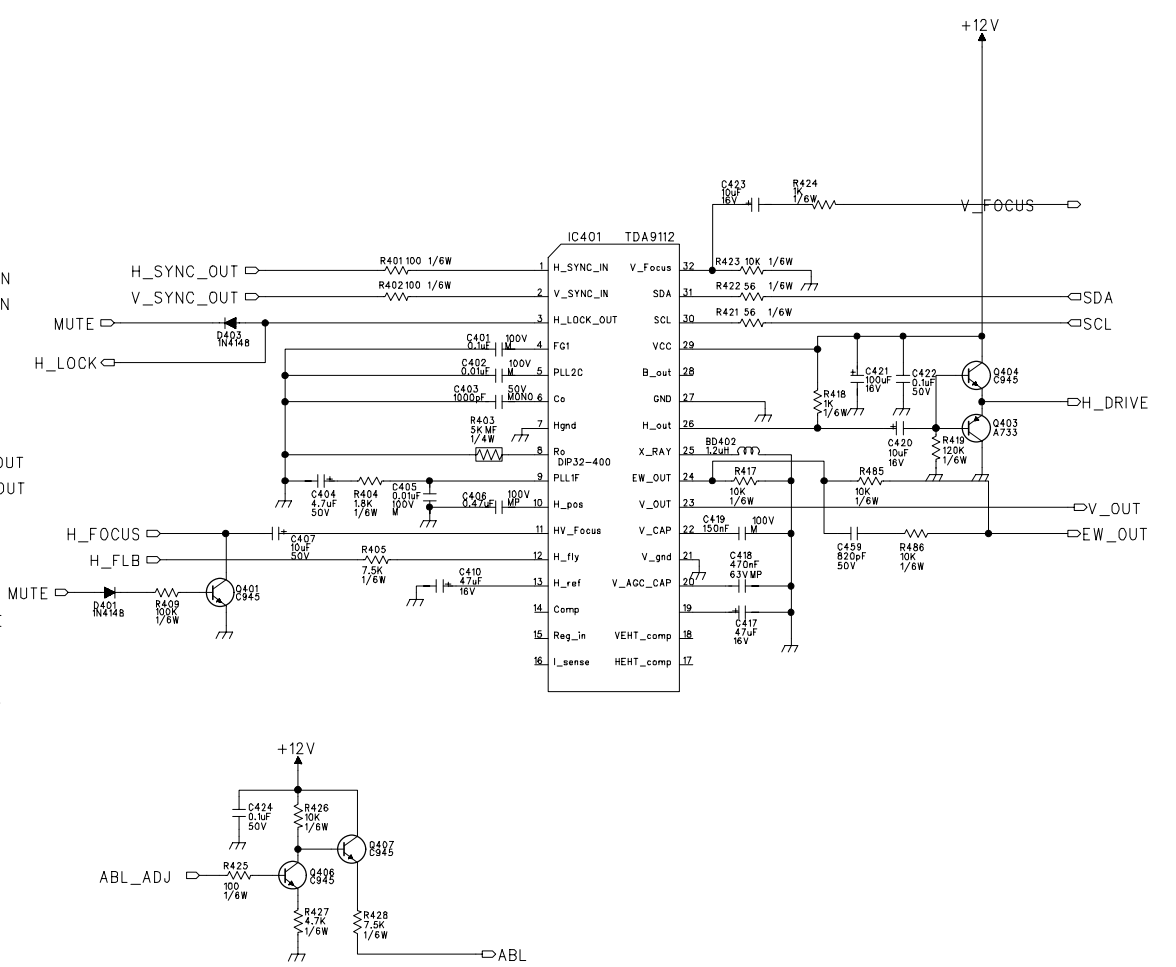 +12V
C423
10uF
16V
R424
1K
1/6W
V_FOCUS
IC401 TDA9112
N
N
OUT
OUT
H_SYNC_OUT
R401 100 1/6W
1 H_SYNC_IN
V_Focus 32
R423 10K 1/6W
V_SYNC_OUT
R402 100 1/6W
2 V_SYNC_IN
SDA 31
R422 56 1/6W
SDA
MUTE
D403
1N4148
3 H_LOCK_OUT
SCL 30
R421 56 1/6W
SCL
H_LOCK
C401
0.1uF
100V
M
4 FG1
VCC 29
C402
0.01uF
100V
M
5 PLL2C
B_out 28
C421
100uF
16V
C422
0.1uF
50V
Q404
C945
C403
1000pF
50V
MONO
6 Co
GND 27
R418
1K
1/6W
H_DRIVE
R403
5K MF
1/4W
7 Hgnd
H_out 26
C420
10uF
16V
R419
120K
1/6W
Q403
A733
8 Ro
DIP32-400
X_RAY 25
BD402
1.2uH
C404
4.7uF
50V
R404
1.8K
1/6W
C405
0.01uF
100V
M
9 PLL1F
EW_OUT 24
R417
10K
1/6W
R485
10K
1/6W
C406
0.47uF
100V
MP
10 H_pos
V_OUT 23
V_OUT
H_FOCUS
C407
10uF
50V
11 HV_Focus
V_CAP 22
C419
150nF
100V
M
C459
820pF
50V
R486
10K
1/6W
EW_OUT
H_FLB
R405
7.5K
1/6W
12 H_fly
V_gnd 21
MUTE
D401
1N4148
R409
100K
1/6W
Q401
C945
C410
47uF
16V
13 H_ref
V_AGC_CAP 20
C418
470nF
63V MP
14 Comp
19
C417
47uF
16V
15 Reg_in
VEHT_comp 18
16 I_sense
HEHT_comp 17
+12V
C424
0.1uF
50V
R426
10K
1/6W
Q407
C945
ABL_ADJ
R425
100
1/6W
Q406
C945
R427
4.7K
1/6W
R428
7.5K
1/6W
ABL